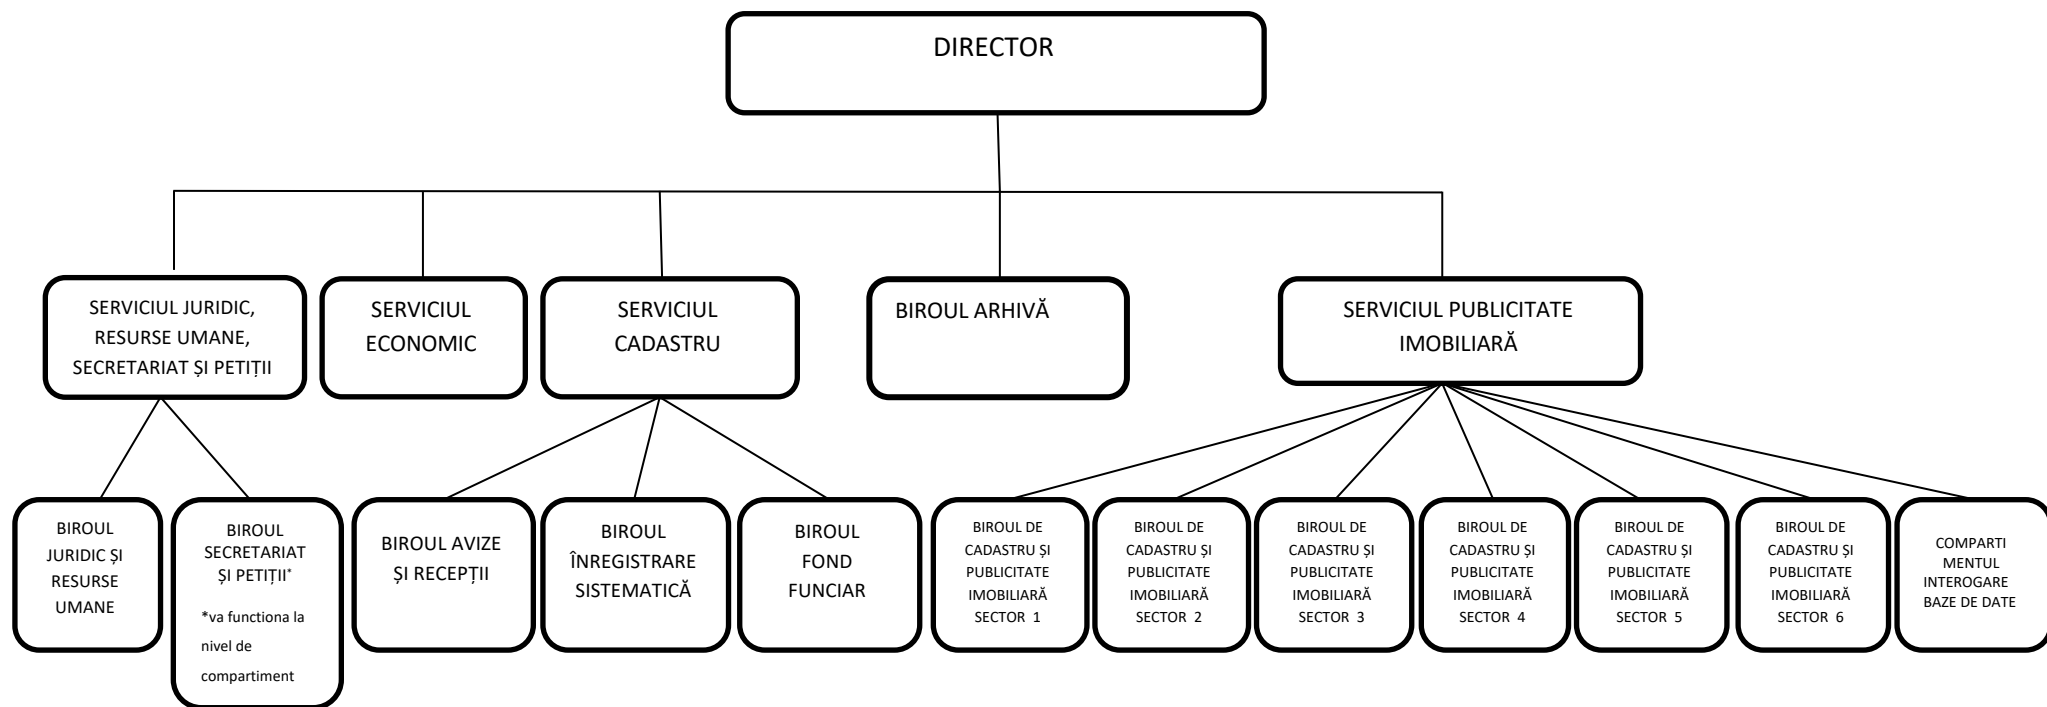 DIRECTOR
SERVICIUL JURIDIC,
RESURSE UMANE,
SECRETARIAT ȘI PETIȚII
SERVICIUL
ECONOMIC
SERVICIUL
CADASTRU
BIROUL ARHIVĂ
SERVICIUL PUBLICITATE
IMOBILIARĂ
BIROUL
JURIDIC ȘI
RESURSE
UMANE
BIROUL
SECRETARIAT
ȘI PETIȚII*
*va functiona la
nivel de
compartiment
BIROUL AVIZE
ȘI RECEPȚII
BIROUL
ÎNREGISTRARE
SISTEMATICĂ
BIROUL
FOND
FUNCIAR
BIROUL DE
CADASTRU ȘI
PUBLICITATE
IMOBILIARĂ
SECTOR 1
BIROUL DE
CADASTRU ȘI
PUBLICITATE
IMOBILIARĂ
SECTOR 2
BIROUL DE
CADASTRU ȘI
PUBLICITATE
IMOBILIARĂ
SECTOR 3
BIROUL DE
CADASTRU ȘI
PUBLICITATE
IMOBILIARĂ
SECTOR 4
BIROUL DE
CADASTRU ȘI
PUBLICITATE
IMOBILIARĂ
SECTOR 5
BIROUL DE
CADASTRU ȘI
PUBLICITATE
IMOBILIARĂ
SECTOR 6
COMPARTI
MENTUL
INTEROGARE
BAZE DE DATE